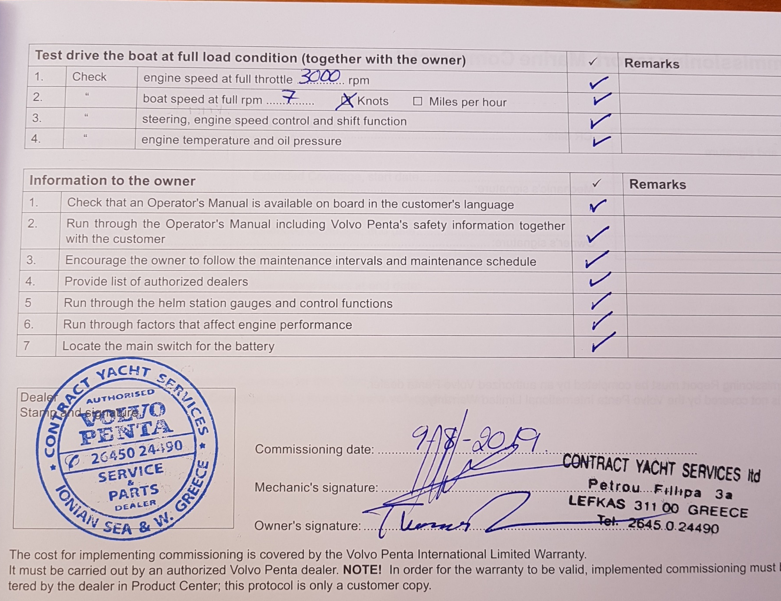 Test drive the boat at full load condition (together with the owner) ✓ Remarks
1. Check engine speed at full throttle 3000 rpm ✓
2. " boat speed at full rpm 7 ☒ Knots ☐ Miles per hour ✓
3. " steering, engine speed control and shift function ✓
4. " engine temperature and oil pressure ✓
Information to the owner ✓ Remarks
1. Check that an Operator's Manual is available on board in the customer's language ✓
2. Run through the Operator's Manual including Volvo Penta's safety information together
with the customer ✓
3. Encourage the owner to follow the maintenance intervals and maintenance schedule ✓
4. Provide list of authorized dealers ✓
5 Run through the helm station gauges and control functions ✓
6. Run through factors that affect engine performance ✓
7 Locate the main switch for the battery ✓
Dealer
Stamp and signature
CONTRACT YACHT SERVICES
AUTHORISED
VOLVO
PENTA
26450 24490
SERVICE
&
PARTS
DEALER
IONIAN SEA & W. GREECE
Commissioning date: 9-8-2019
Mechanic's signature:
Owner's signature:
CONTRACT YACHT SERVICES ltd
Petrou Filipa 3a
LEFKAS 311 00 GREECE
Tel. 2645.0.24490
The cost for implementing commissioning is covered by the Volvo Penta International Limited Warranty.
It must be carried out by an authorized Volvo Penta dealer. NOTE! In order for the warranty to be valid, implemented commissioning must
tered by the dealer in Product Center; this protocol is only a customer copy.